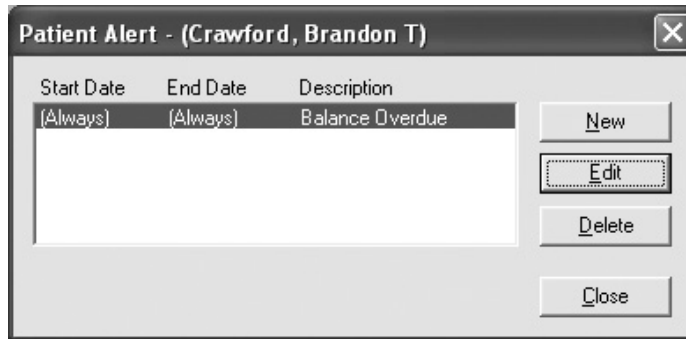 Patient Alert - (Crawford, Brandon T)
Start Date End Date Description
(Always) (Always) Balance Overdue
New
Edit
Delete
Close